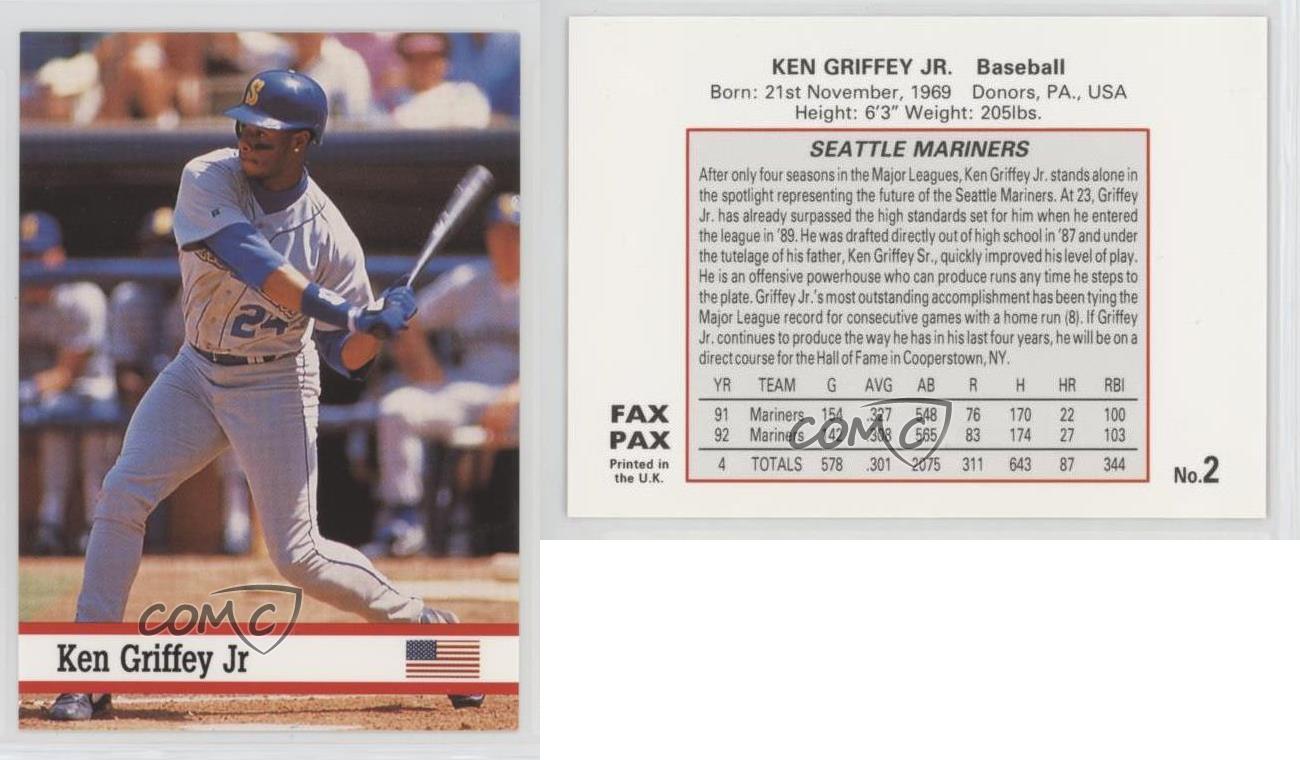 S
24
COMC
Ken Griffey Jr
KEN GRIFFEY JR. Baseball
Born: 21st November, 1969 Donors, PA., USA
Height: 6'3" Weight: 205lbs.
SEATTLE MARINERS
After only four seasons in the Major Leagues, Ken Griffey Jr. stands alone in
the spotlight representing the future of the Seattle Mariners. At 23, Griffey
Jr. has already surpassed the high standards set for him when he entered
the league in '89. He was drafted directly out of high school in '87 and under
the tutelage of his father, Ken Griffey Sr., quickly improved his level of play.
He is an offensive powerhouse who can produce runs any time he steps to
the plate. Griffey Jr.'s most outstanding accomplishment has been tying the
Major League record for consecutive games with a home run (8). If Griffey
Jr. continues to produce the way he has in his last four years, he will be on a
direct course for the Hall of Fame in Cooperstown, NY.
YR TEAM G AVG AB R H HR RBI
91 Mariners 154 .327 548 76 170 22 100
92 Mariners 142 .308 565 83 174 27 103
4 TOTALS 578 .301 2075 311 643 87 344
COMC
FAX
PAX
Printed in
the U.K.
No.2